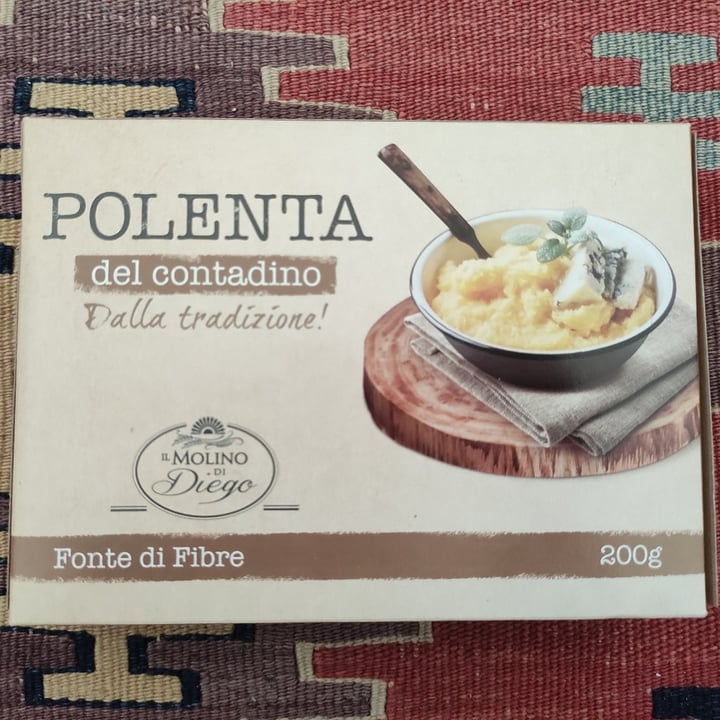 POLENTA
del contadino
Dalla tradizione!
IL MOLINO
DI
Diego
Fonte di Fibre
200g